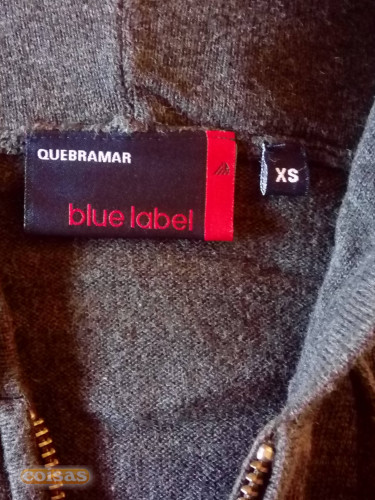 QUEBRAMAR
blue label
XS
coisas